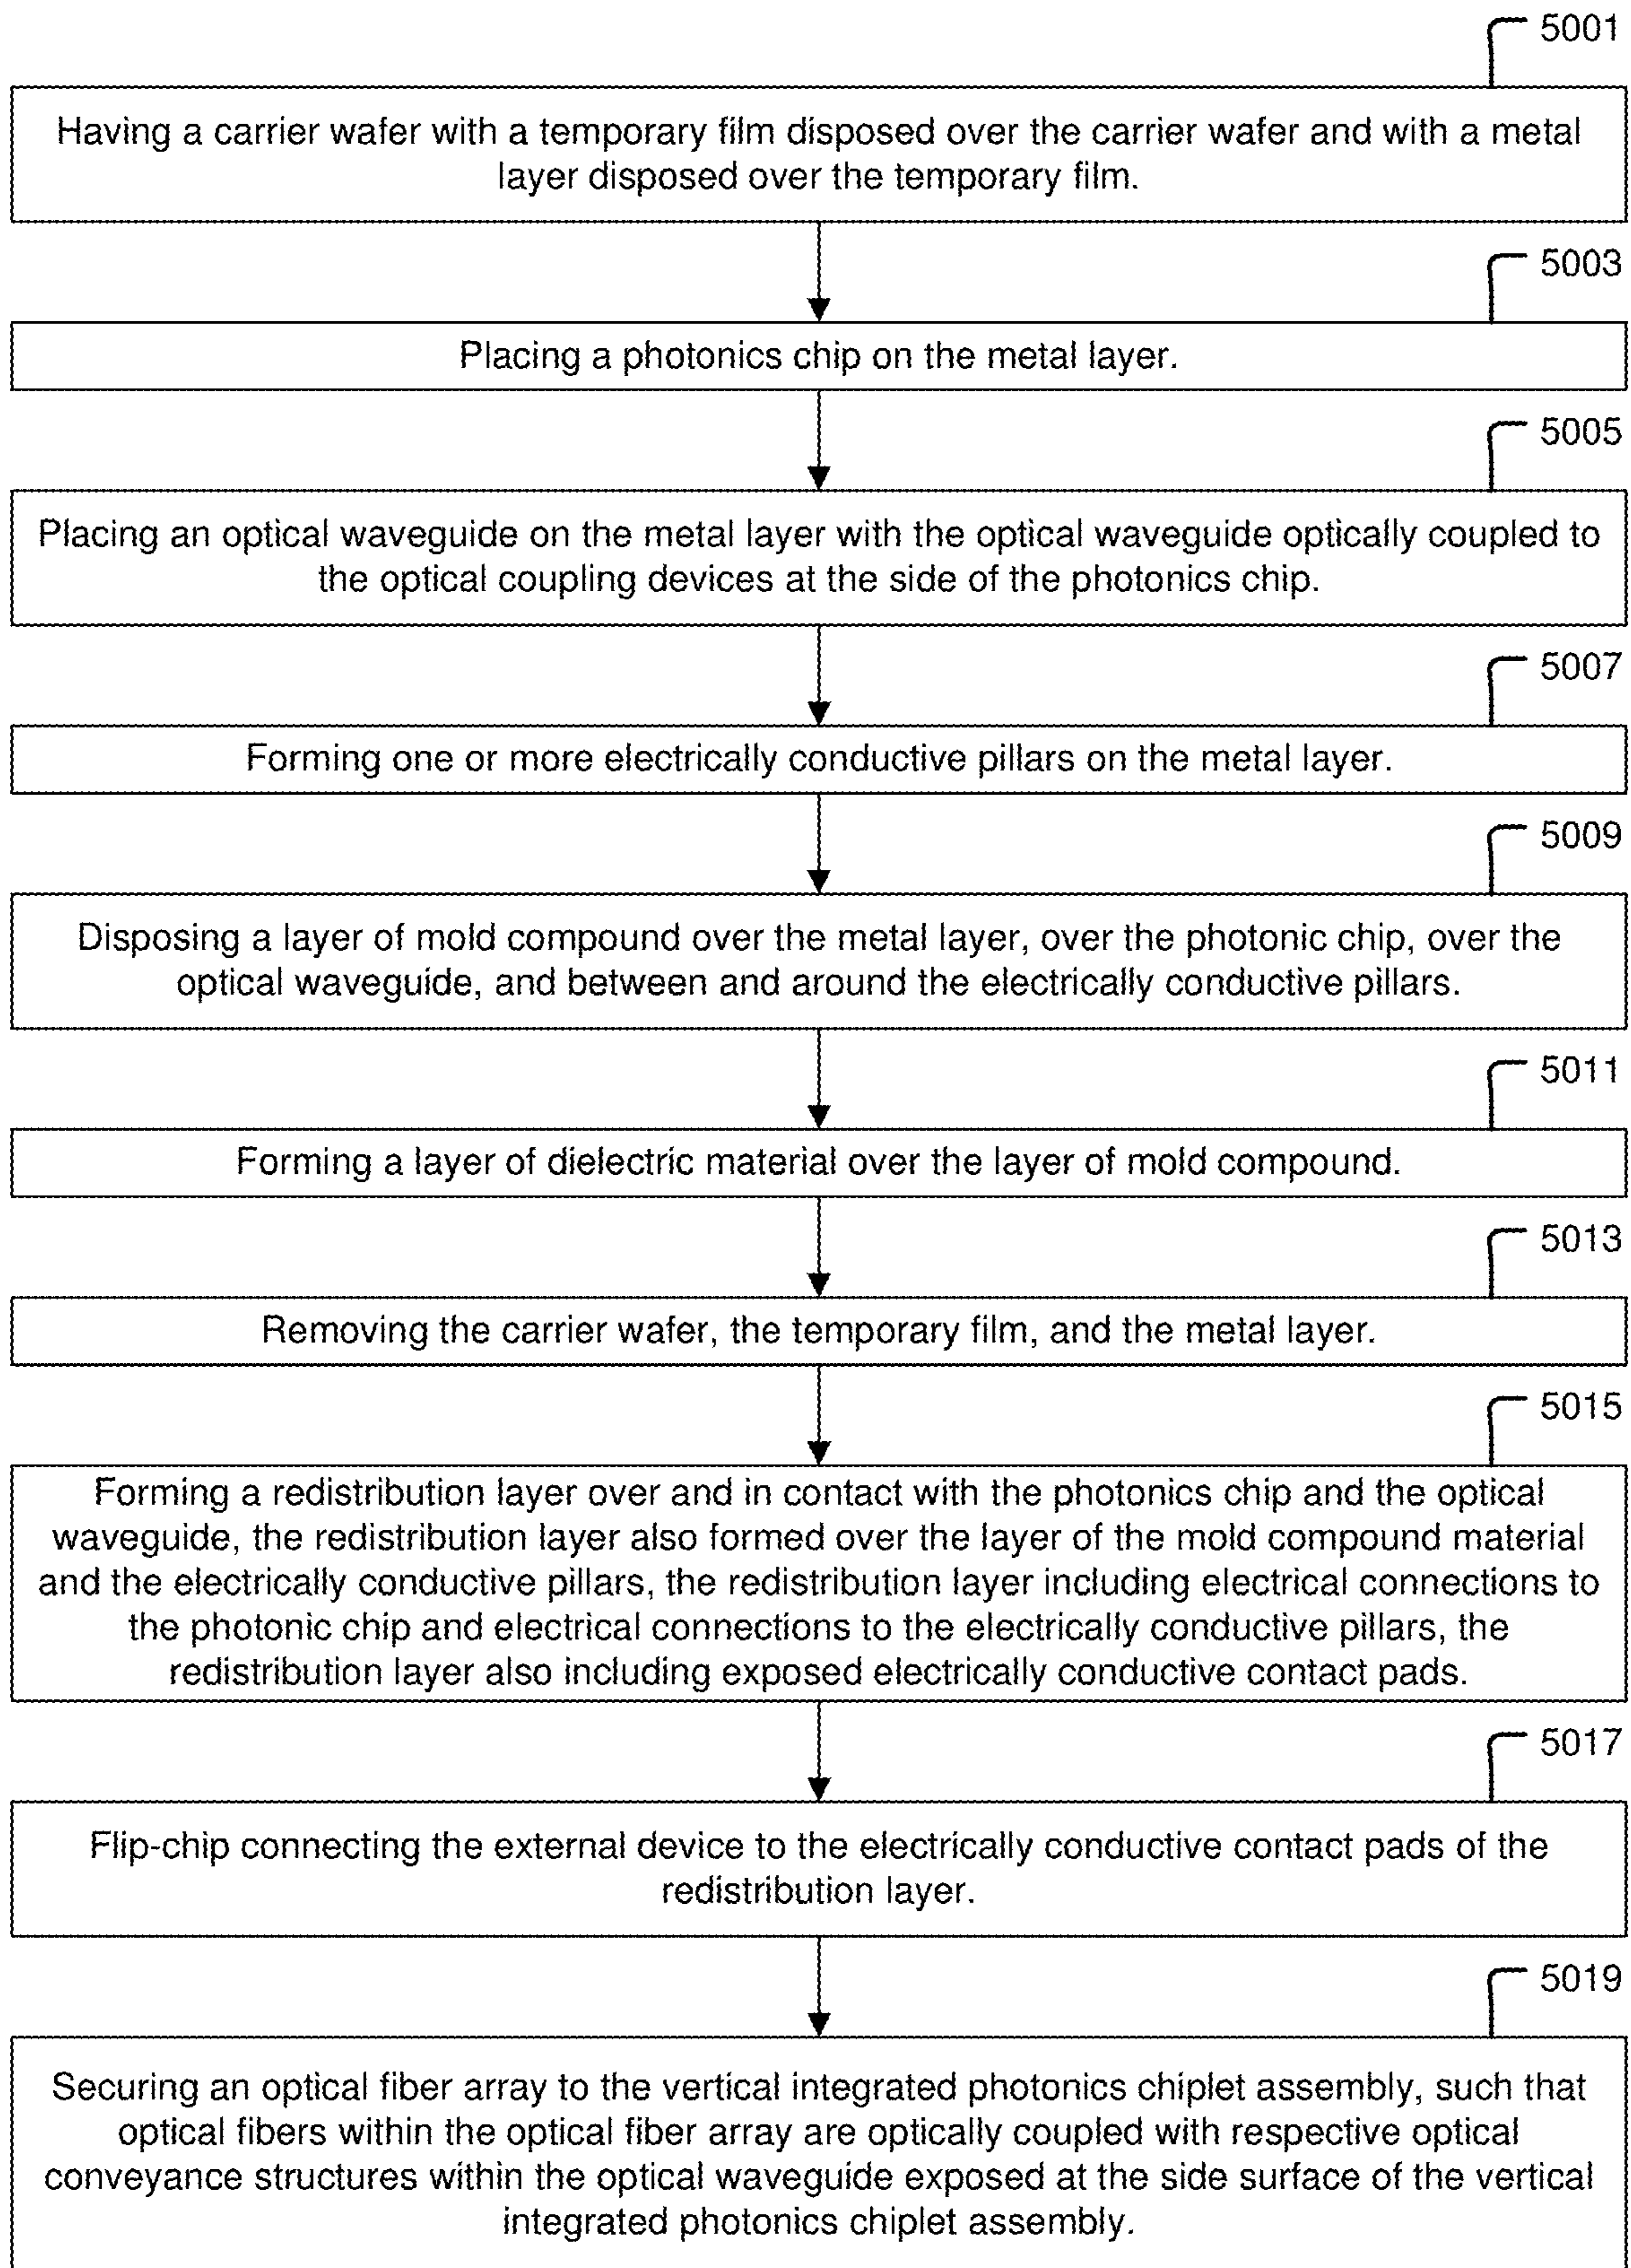 5001
Having a carrier wafer with a temporary film disposed over the carrier wafer and with a metal
layer disposed over the temporary film.
5003
Placing a photonics chip on the metal layer.
5005
Placing an optical waveguide on the metal layer with the optical waveguide optically coupled to
the optical coupling devices at the side of the photonics chip.
5007
Forming one or more electrically conductive pillars on the metal layer.
5009
Disposing a layer of mold compound over the metal layer, over the photonic chip, over the
optical waveguide, and between and around the electrically conductive pillars.
5011
Forming a layer of dielectric material over the layer of mold compound.
5013
Removing the carrier wafer, the temporary film, and the metal layer.
5015
Forming a redistribution layer over and in contact with the photonics chip and the optical
waveguide, the redistribution layer also formed over the layer of the mold compound material
and the electrically conductive pillars, the redistribution layer including electrical connections to
the photonic chip and electrical connections to the electrically conductive pillars, the
redistribution layer also including exposed electrically conductive contact pads.
5017
Flip-chip connecting the external device to the electrically conductive contact pads of the
redistribution layer.
5019
Securing an optical fiber array to the vertical integrated photonics chiplet assembly, such that
optical fibers within the optical fiber array are optically coupled with respective optical
conveyance structures within the optical waveguide exposed at the side surface of the vertical
integrated photonics chiplet assembly.